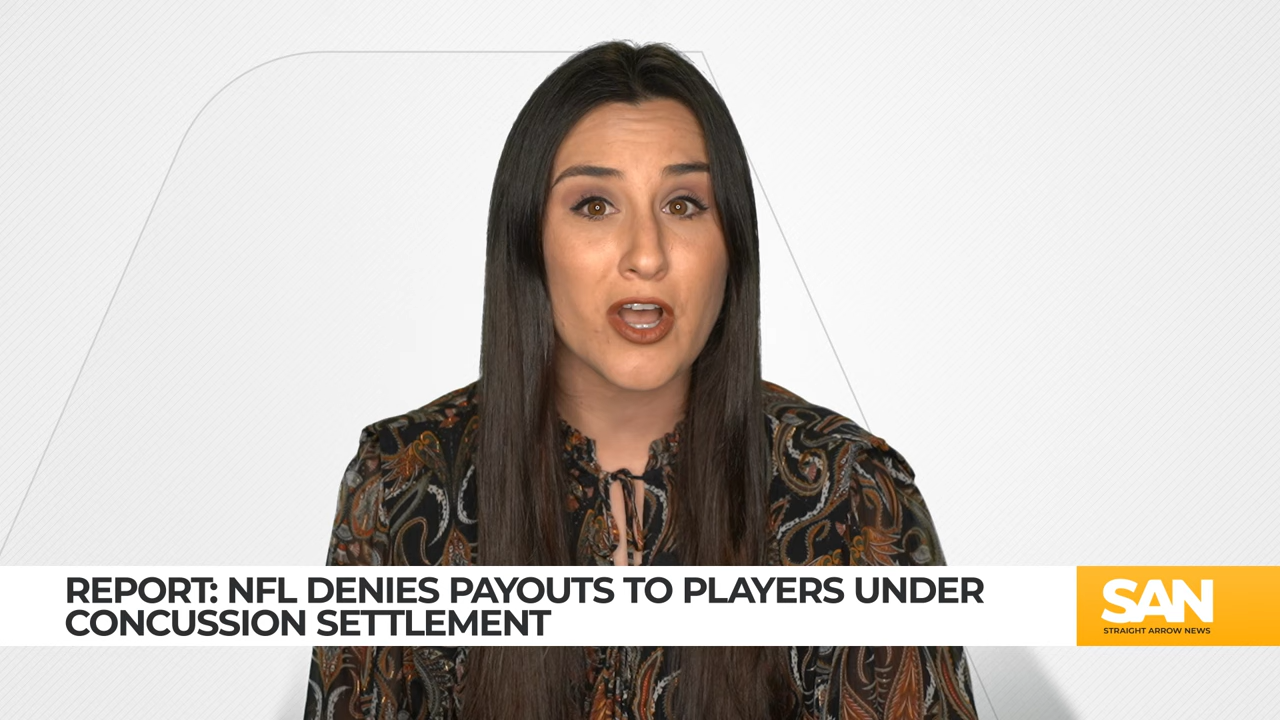 REPORT: NFL DENIES PAYOUTS TO PLAYERS UNDER
CONCUSSION SETTLEMENT
SAN
STRAIGHT ARROW NEWS